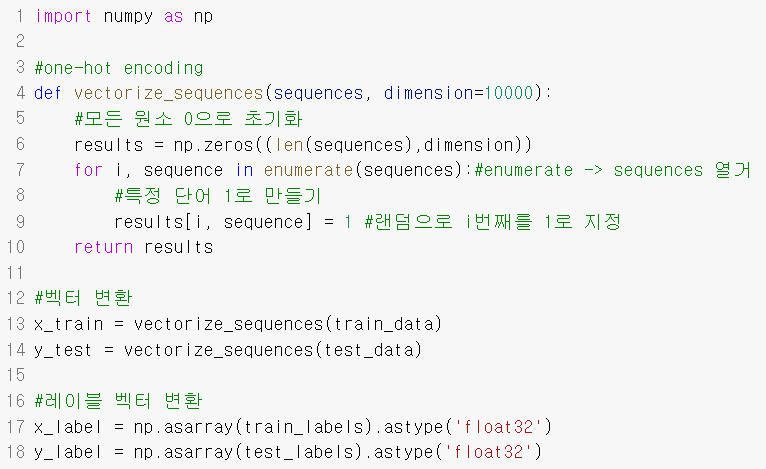 1 import numpy as np
2
3 #one-hot encoding
4 def vectorize_sequences(sequences, dimension=10000):
5     #모든 원소 0으로 초기화
6     results = np.zeros((len(sequences),dimension))
7     for i, sequence in enumerate(sequences):#enumerate -> sequences 열거
8         #특정 단어 1로 만들기
9         results[i, sequence] = 1 #랜덤으로 i번째를 1로 지정
10     return results
11
12 #벡터 변환
13 x_train = vectorize_sequences(train_data)
14 y_test = vectorize_sequences(test_data)
15
16 #레이블 벡터 변환
17 x_label = np.asarray(train_labels).astype('float32')
18 y_label = np.asarray(test_labels).astype('float32')